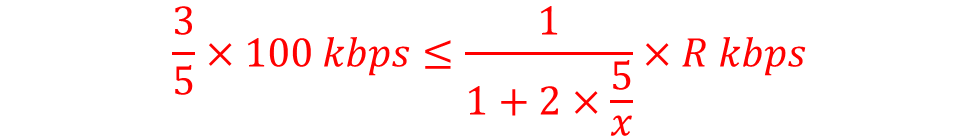 3/5 × 100 kbps ≤ 1/(1 + 2 × 5/x) × R kbps